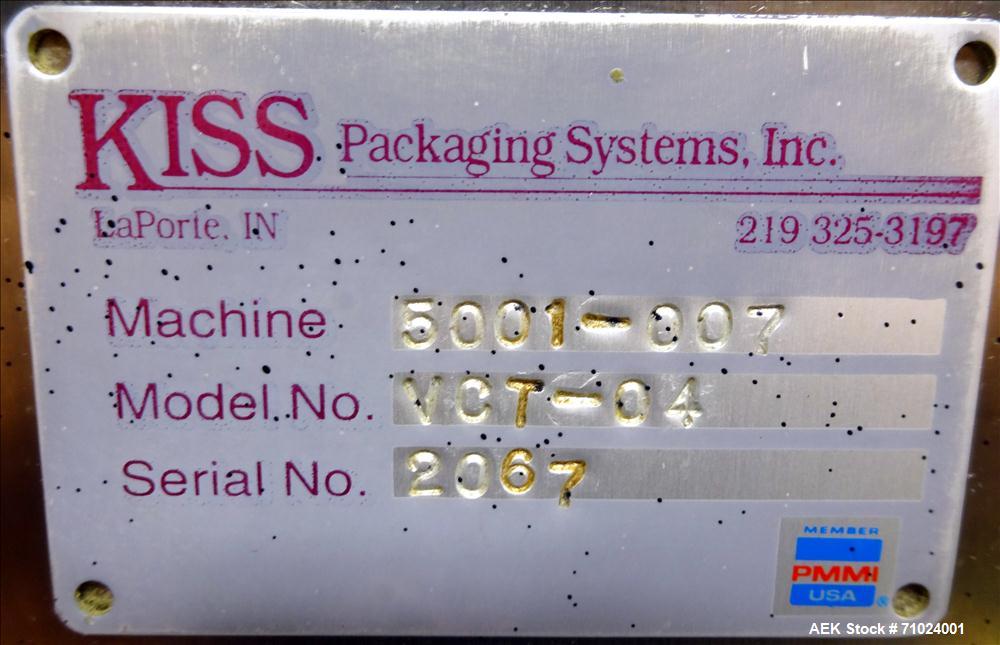 KISS Packaging Systems, Inc.
LaPorte, IN 219 325-3197
Machine 5001-007
Model No. VCT-04
Serial No. 2067
MEMBER
PMMI
USA ®
AEK Stock # 71024001